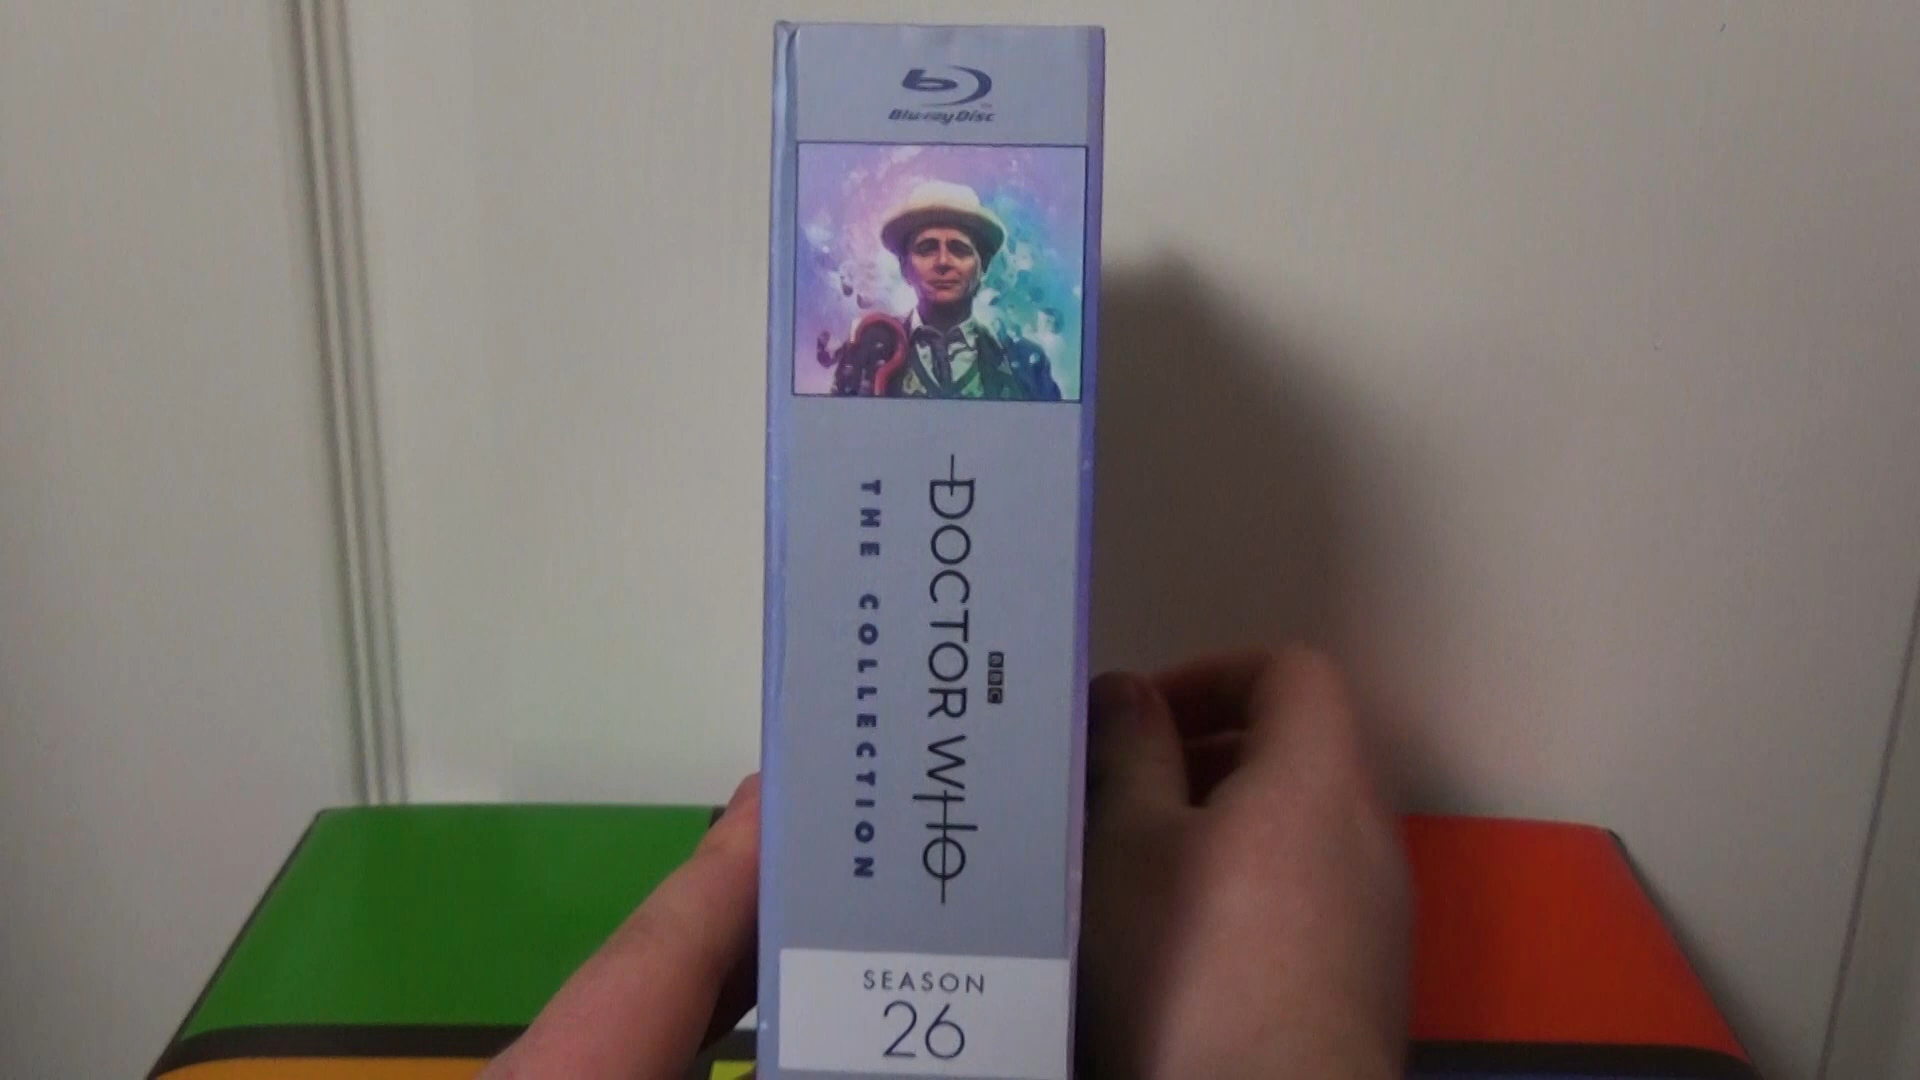 Blu-ray Disc
BBC
DOCTOR WHO
THE COLLECTION
SEASON
26